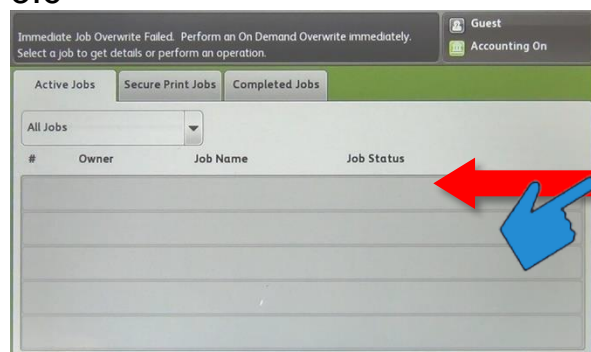 Immediate Job Overwrite Failed. Perform an On Demand Overwrite immediately.
Select a job to get details or perform an operation.
Guest
Accounting On
Active Jobs Secure Print Jobs Completed Jobs
All Jobs
# Owner Job Name Job Status